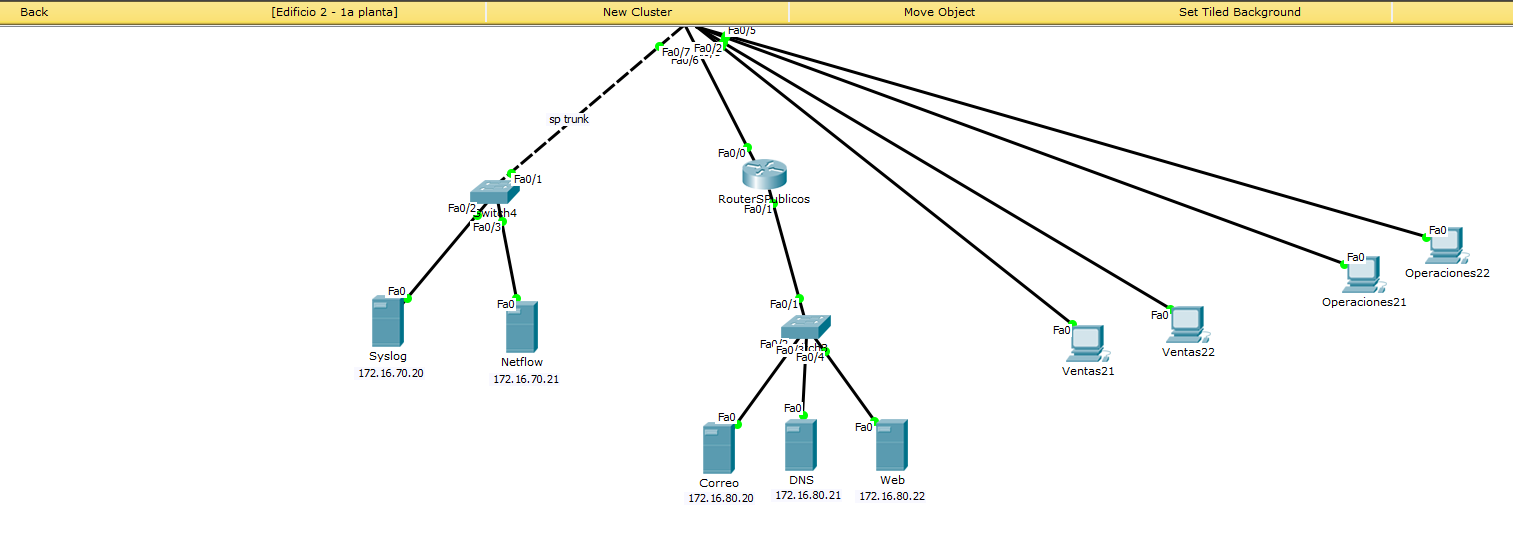 Back
[Edificio 2 - 1a planta]
New Cluster
Move Object
Set Tiled Background
Fa0/5
Fa0/7
Fa0/2
Fa0/6
sp trunk
Fa0/1
Fa0/2
Switch4
Fa0/3
Fa0/0
RouterSPublicos
Fa0/1
Fa0
Syslog
172.16.70.20
Fa0
Netflow
172.16.70.21
Fa0/1
Fa0/2
Fa0/3
Fa0/4
Fa0
Correo
172.16.80.20
Fa0
DNS
172.16.80.21
Fa0
Web
172.16.80.22
Fa0
Ventas21
Fa0
Ventas22
Fa0
Operaciones21
Fa0
Operaciones22